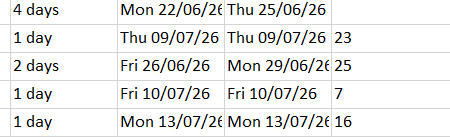 4 days Mon 22/06/26 Thu 25/06/26
1 day Thu 09/07/26 Thu 09/07/26 23
2 days Fri 26/06/26 Mon 29/06/26 25
1 day Fri 10/07/26 Fri 10/07/26 7
1 day Mon 13/07/26 Mon 13/07/26 16